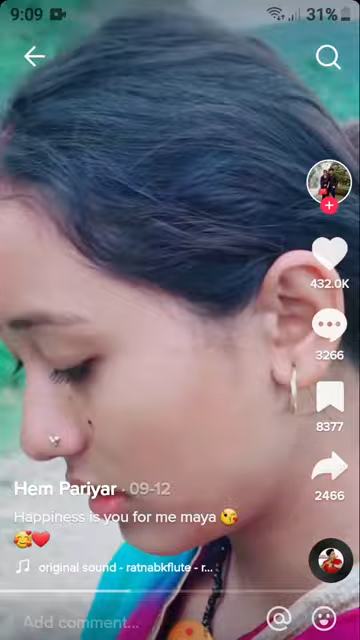 9:09 31%
432.0K
3266
8377
2466
Hem Pariyar · 09-12
Happiness is you for me maya 😘
🥰❤️
original sound - ratnabkflute - r...
Add comment...